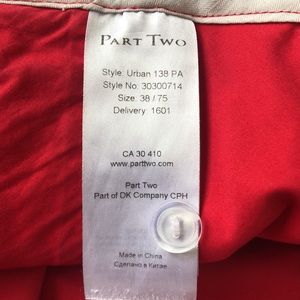 PART TWO
Style: Urban 138 PA
Style No: 30300714
Size: 38 / 75
Delivery: 1601
CA 30 410
www.parttwo.com
Part Two
Part of DK Company CPH
Made in China
Сделано в Китае